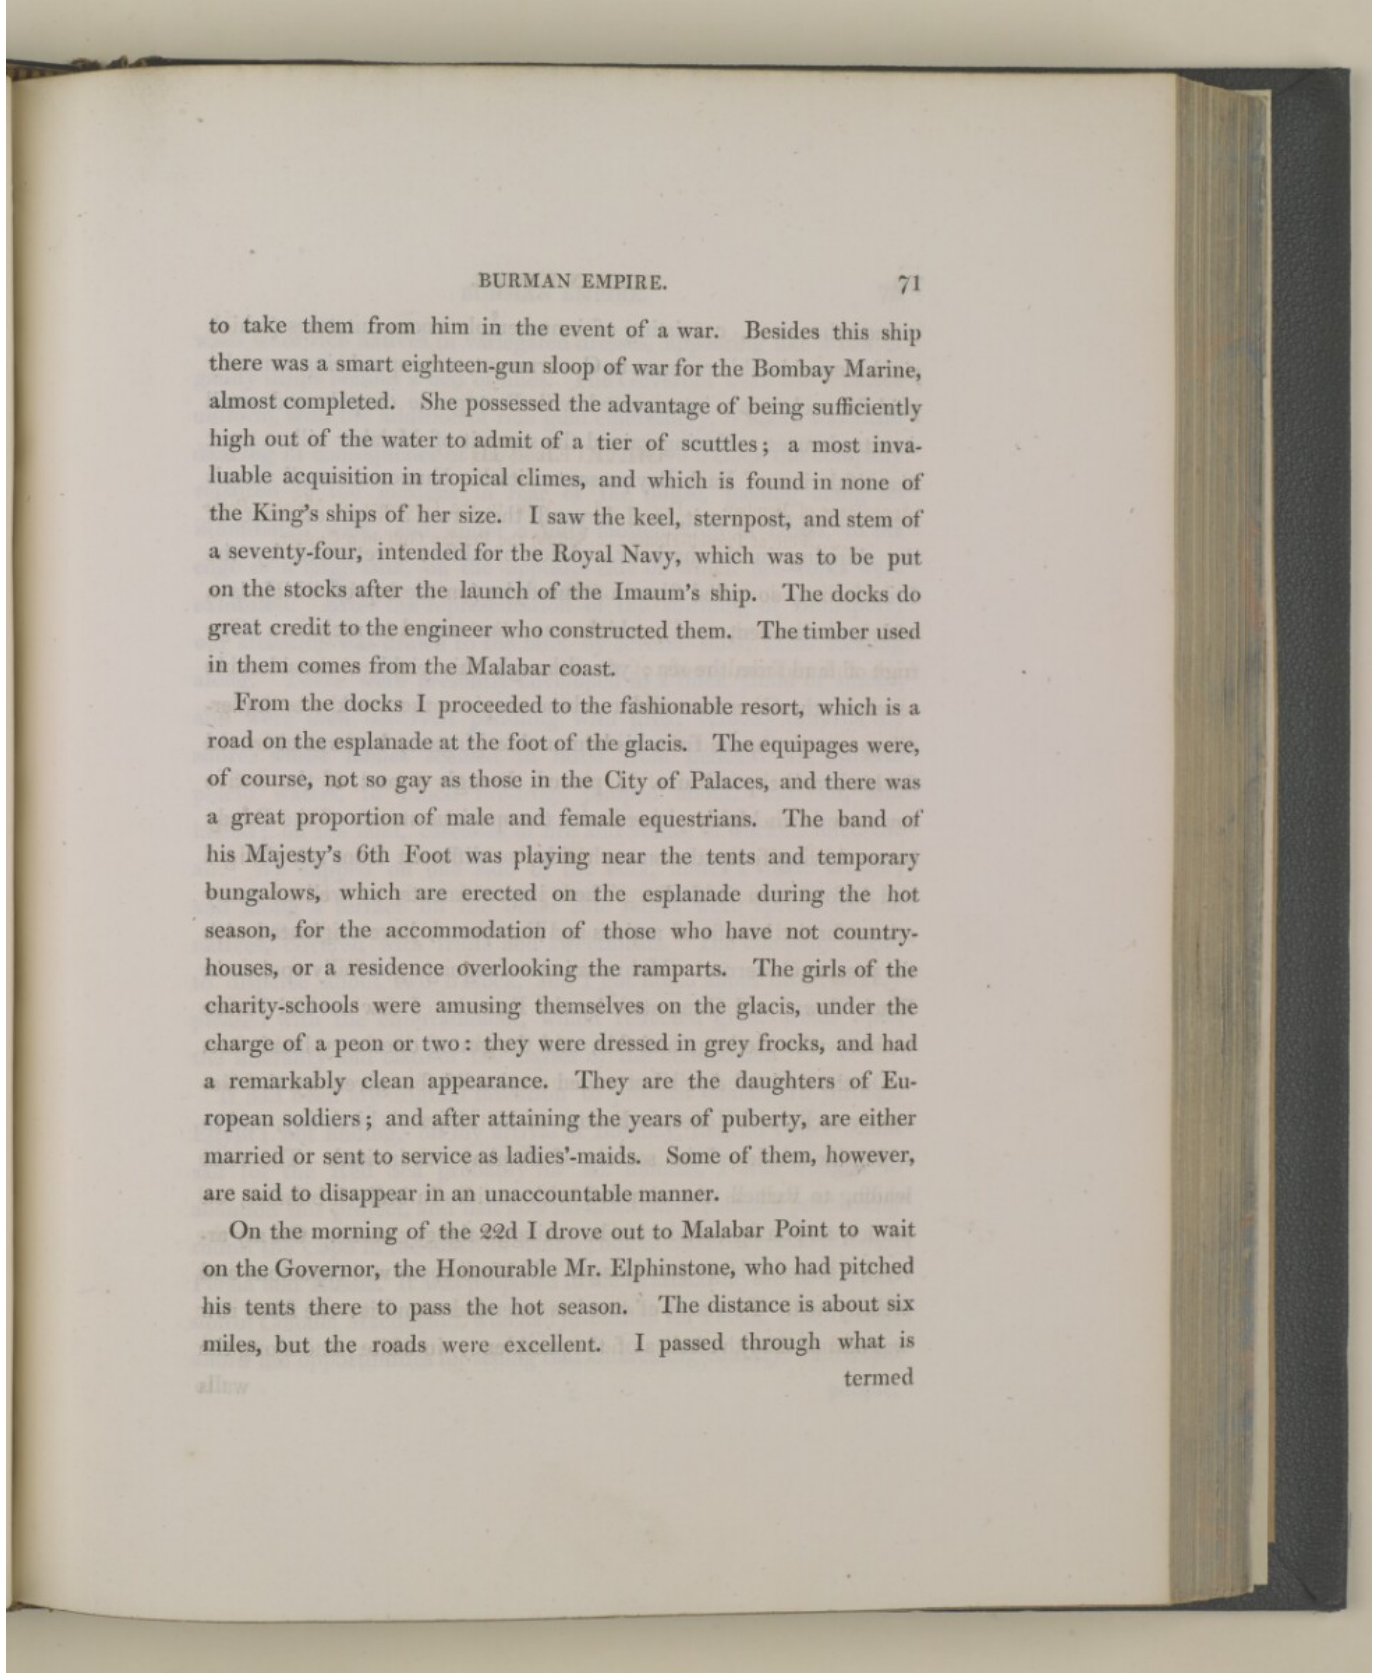 BURMAN EMPIRE. 71
to take them from him in the event of a war. Besides this ship
there was a smart eighteen-gun sloop of war for the Bombay Marine,
almost completed. She possessed the advantage of being sufficiently
high out of the water to admit of a tier of scuttles; a most inva-
luable acquisition in tropical climes, and which is found in none of
the King's ships of her size. I saw the keel, sternpost, and stem of
a seventy-four, intended for the Royal Navy, which was to be put
on the stocks after the launch of the Imaum's ship. The docks do
great credit to the engineer who constructed them. The timber used
in them comes from the Malabar coast.
From the docks I proceeded to the fashionable resort, which is a
road on the esplanade at the foot of the glacis. The equipages were,
of course, not so gay as those in the City of Palaces, and there was
a great proportion of male and female equestrians. The band of
his Majesty's 6th Foot was playing near the tents and temporary
bungalows, which are erected on the esplanade during the hot
season, for the accommodation of those who have not country-
houses, or a residence overlooking the ramparts. The girls of the
charity-schools were amusing themselves on the glacis, under the
charge of a peon or two: they were dressed in grey frocks, and had
a remarkably clean appearance. They are the daughters of Eu-
ropean soldiers; and after attaining the years of puberty, are either
married or sent to service as ladies'-maids. Some of them, however,
are said to disappear in an unaccountable manner.
On the morning of the 22d I drove out to Malabar Point to wait
on the Governor, the Honourable Mr. Elphinstone, who had pitched
his tents there to pass the hot season. The distance is about six
miles, but the roads were excellent. I passed through what is
termed